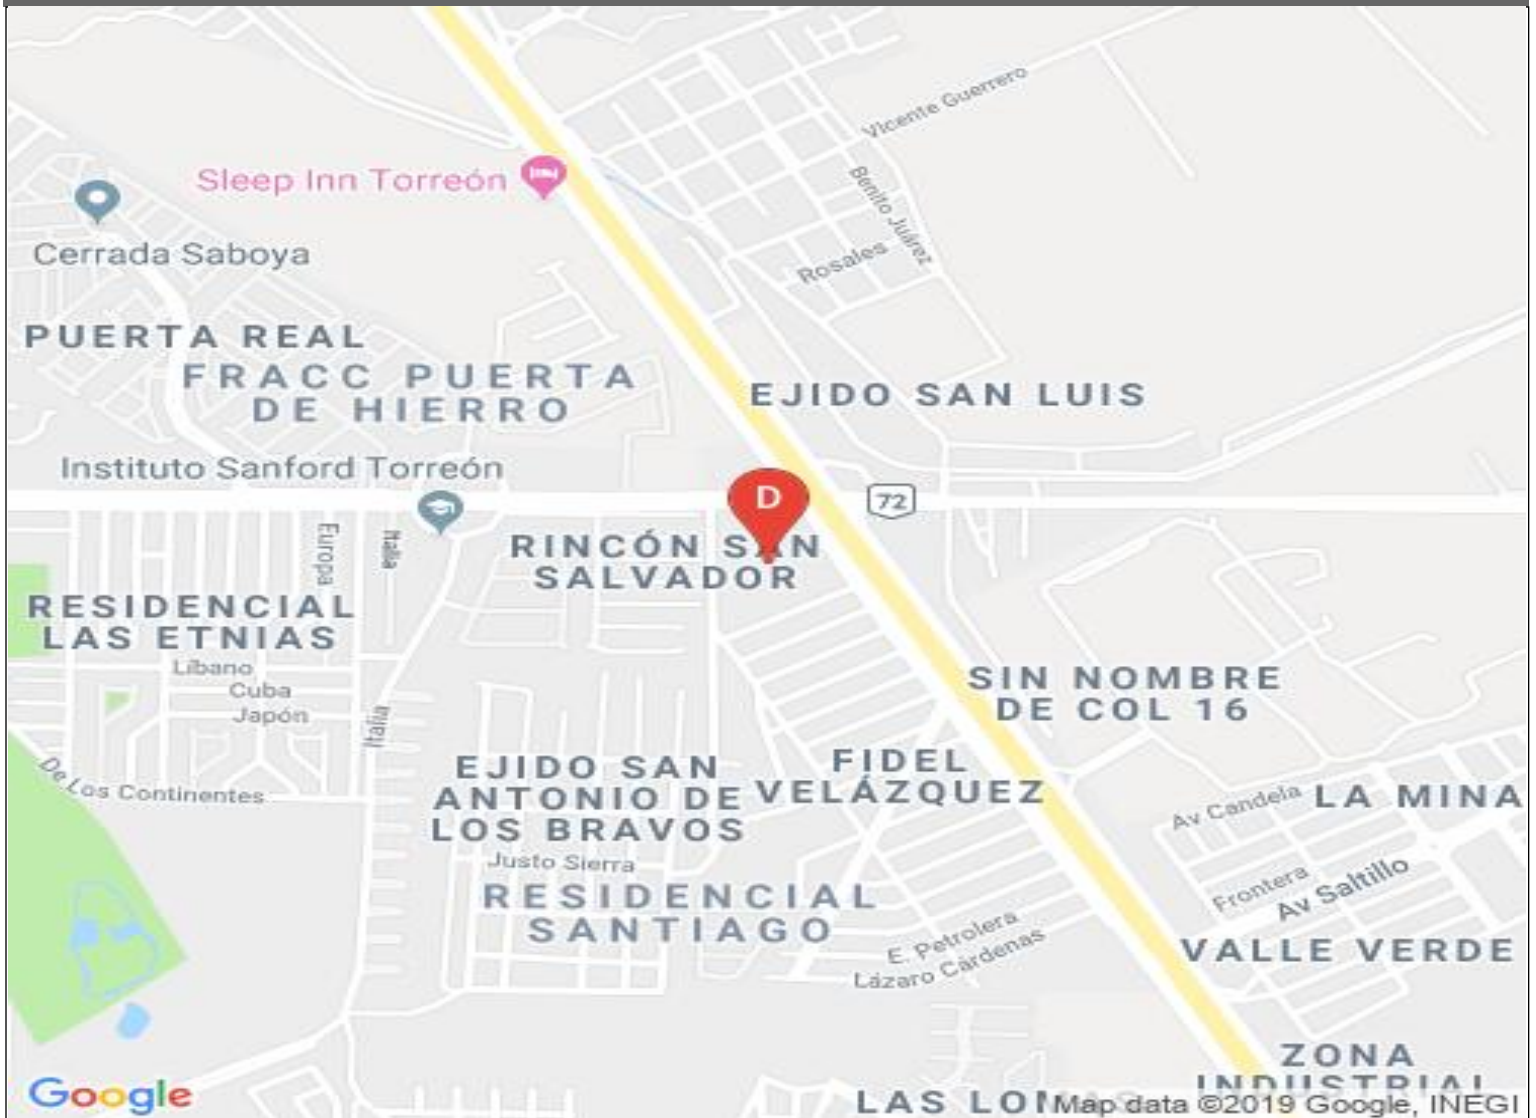 Vicente Guerrero
Sleep Inn Torreón
Benito Juárez
Cerrada Saboya
Rosales
PUERTA REAL
FRACC PUERTA
DE HIERRO
EJIDO SAN LUIS
Instituto Sanford Torreón
D
72
Europa
Italia
RINCÓN SAN
SALVADOR
RESIDENCIAL
LAS ETNIAS
Líbano
Cuba
Japón
Italia
SIN NOMBRE
DE COL 16
De Los Continentes
EJIDO SAN
ANTONIO DE
LOS BRAVOS
FIDEL
VELÁZQUEZ
Av Candela
LA MINA
Justo Sierra
Frontera
Av Saltillo
RESIDENCIAL
SANTIAGO
E. Petrolera
Lázaro Cárdenas
VALLE VERDE
ZONA
INDUSTRIAL
Google
LAS LOMAS
Map data ©2019 Google, INEGI